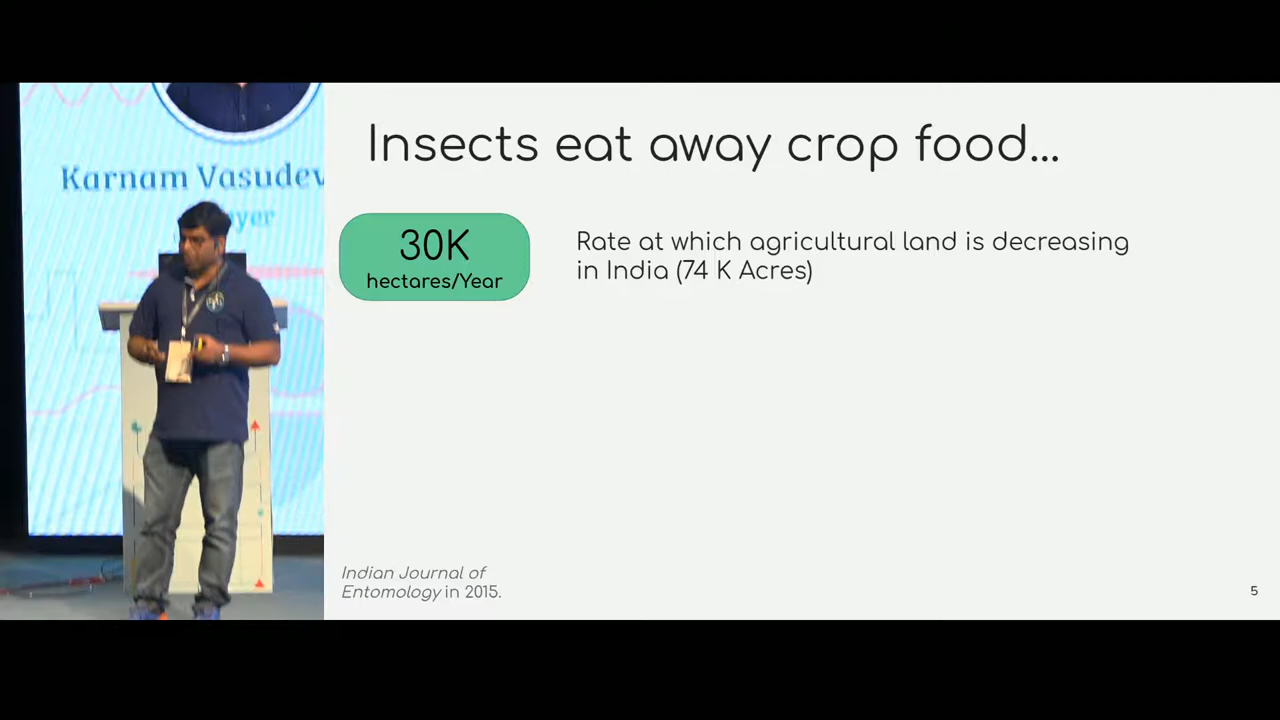 Karnam Vasudev
Insects eat away crop food...
30K
hectares/Year
Rate at which agricultural land is decreasing
in India (74 K Acres)
Indian Journal of
Entomology in 2015.
5